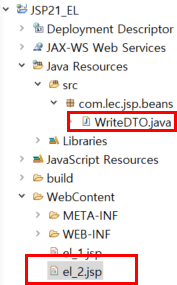 JSP21_EL
Deployment Descriptor
JAX-WS Web Services
Java Resources
src
com.lec.jsp.beans
WriteDTO.java
Libraries
JavaScript Resources
build
WebContent
META-INF
WEB-INF
el_1.jsp
el_2.jsp